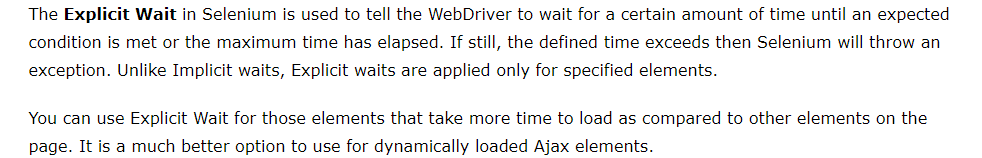 The Explicit Wait in Selenium is used to tell the WebDriver to wait for a certain amount of time until an expected
condition is met or the maximum time has elapsed. If still, the defined time exceeds then Selenium will throw an
exception. Unlike Implicit waits, Explicit waits are applied only for specified elements.
You can use Explicit Wait for those elements that take more time to load as compared to other elements on the
page. It is a much better option to use for dynamically loaded Ajax elements.